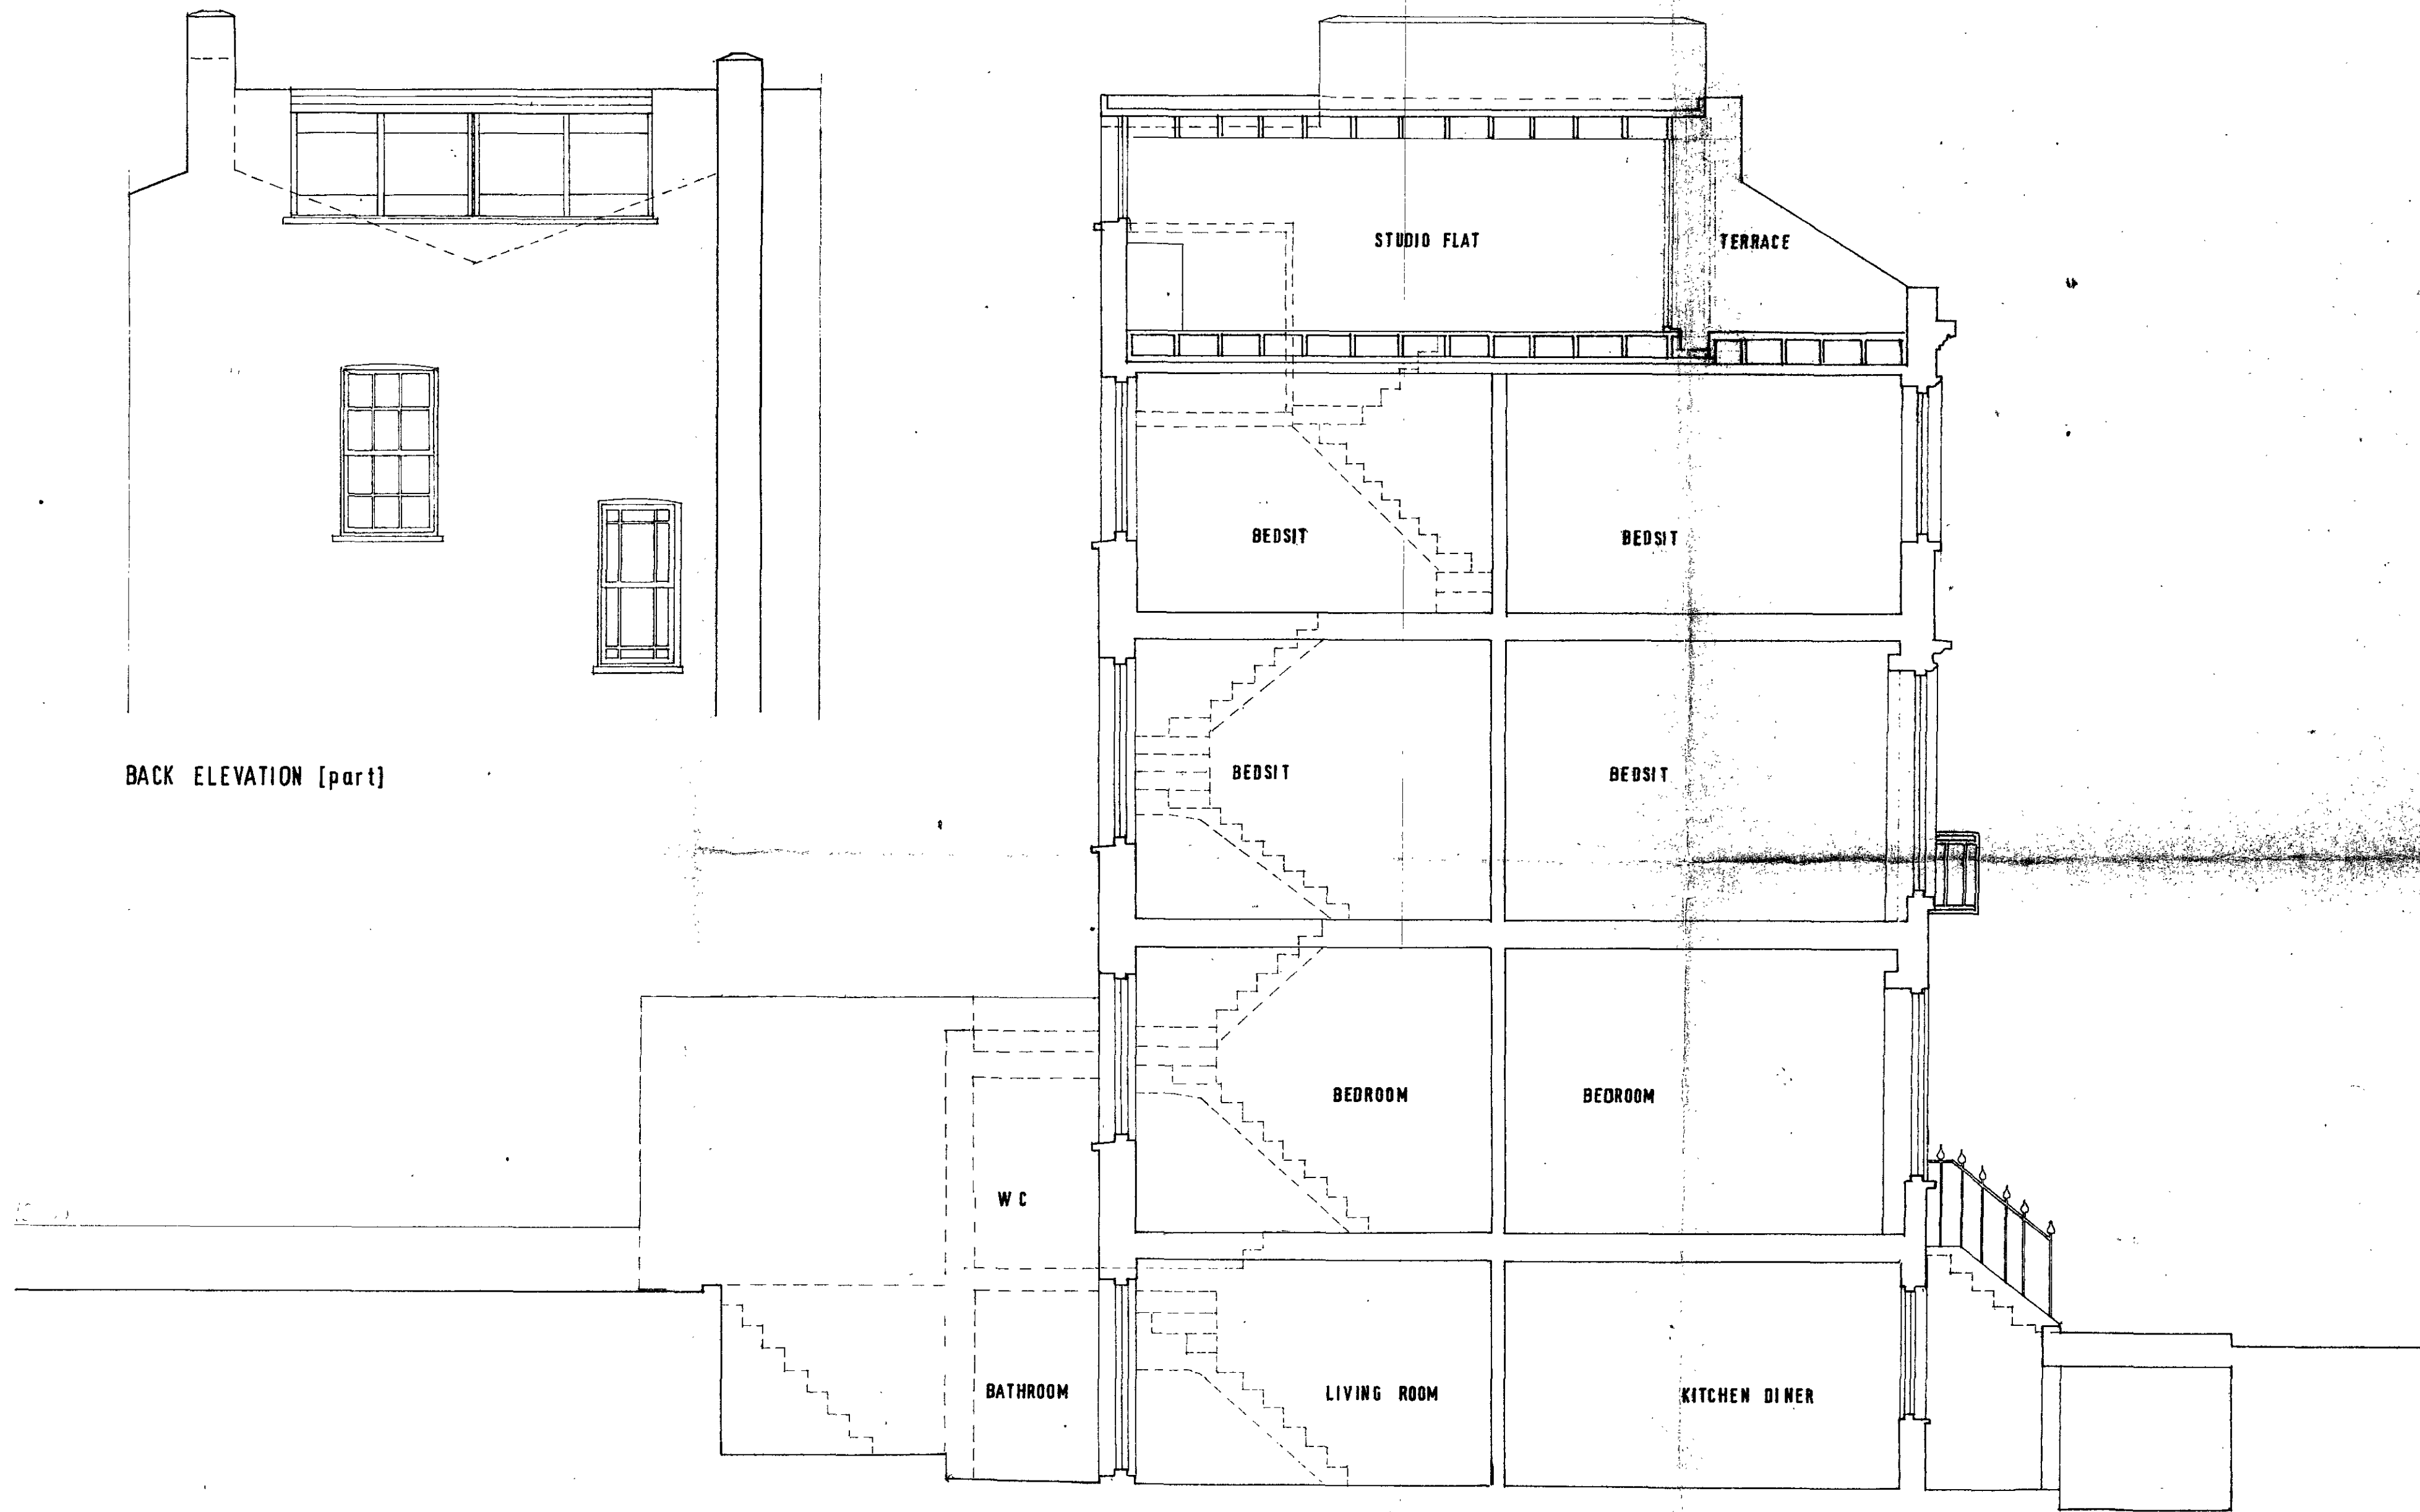 STUDIO FLAT
TERRACE
BEDSIT
BEDSIT
BACK ELEVATION [part]
BEDSIT
BEDSIT
BEDROOM
BEDROOM
WC
BATHROOM
LIVING ROOM
KITCHEN DINER